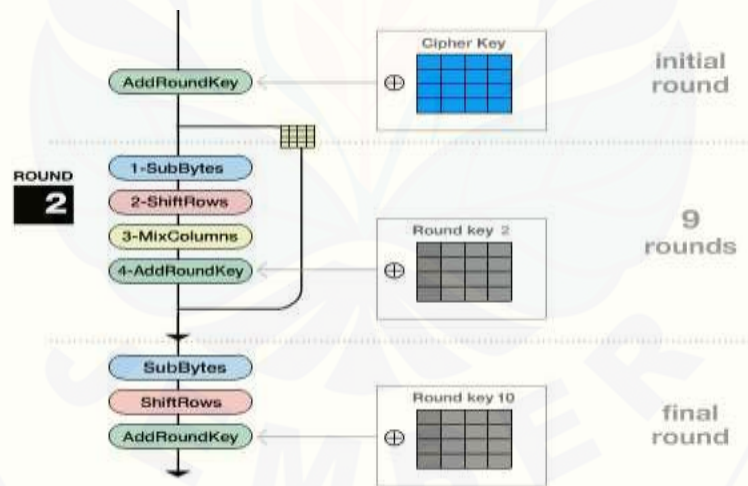 Cipher Key
AddRoundKey
⊕
initial
round
ROUND
2
1-SubBytes
2-ShiftRows
3-MixColumns
4-AddRoundKey
Round key 2
⊕
9
rounds
SubBytes
ShiftRows
AddRoundKey
Round key 10
⊕
final
round